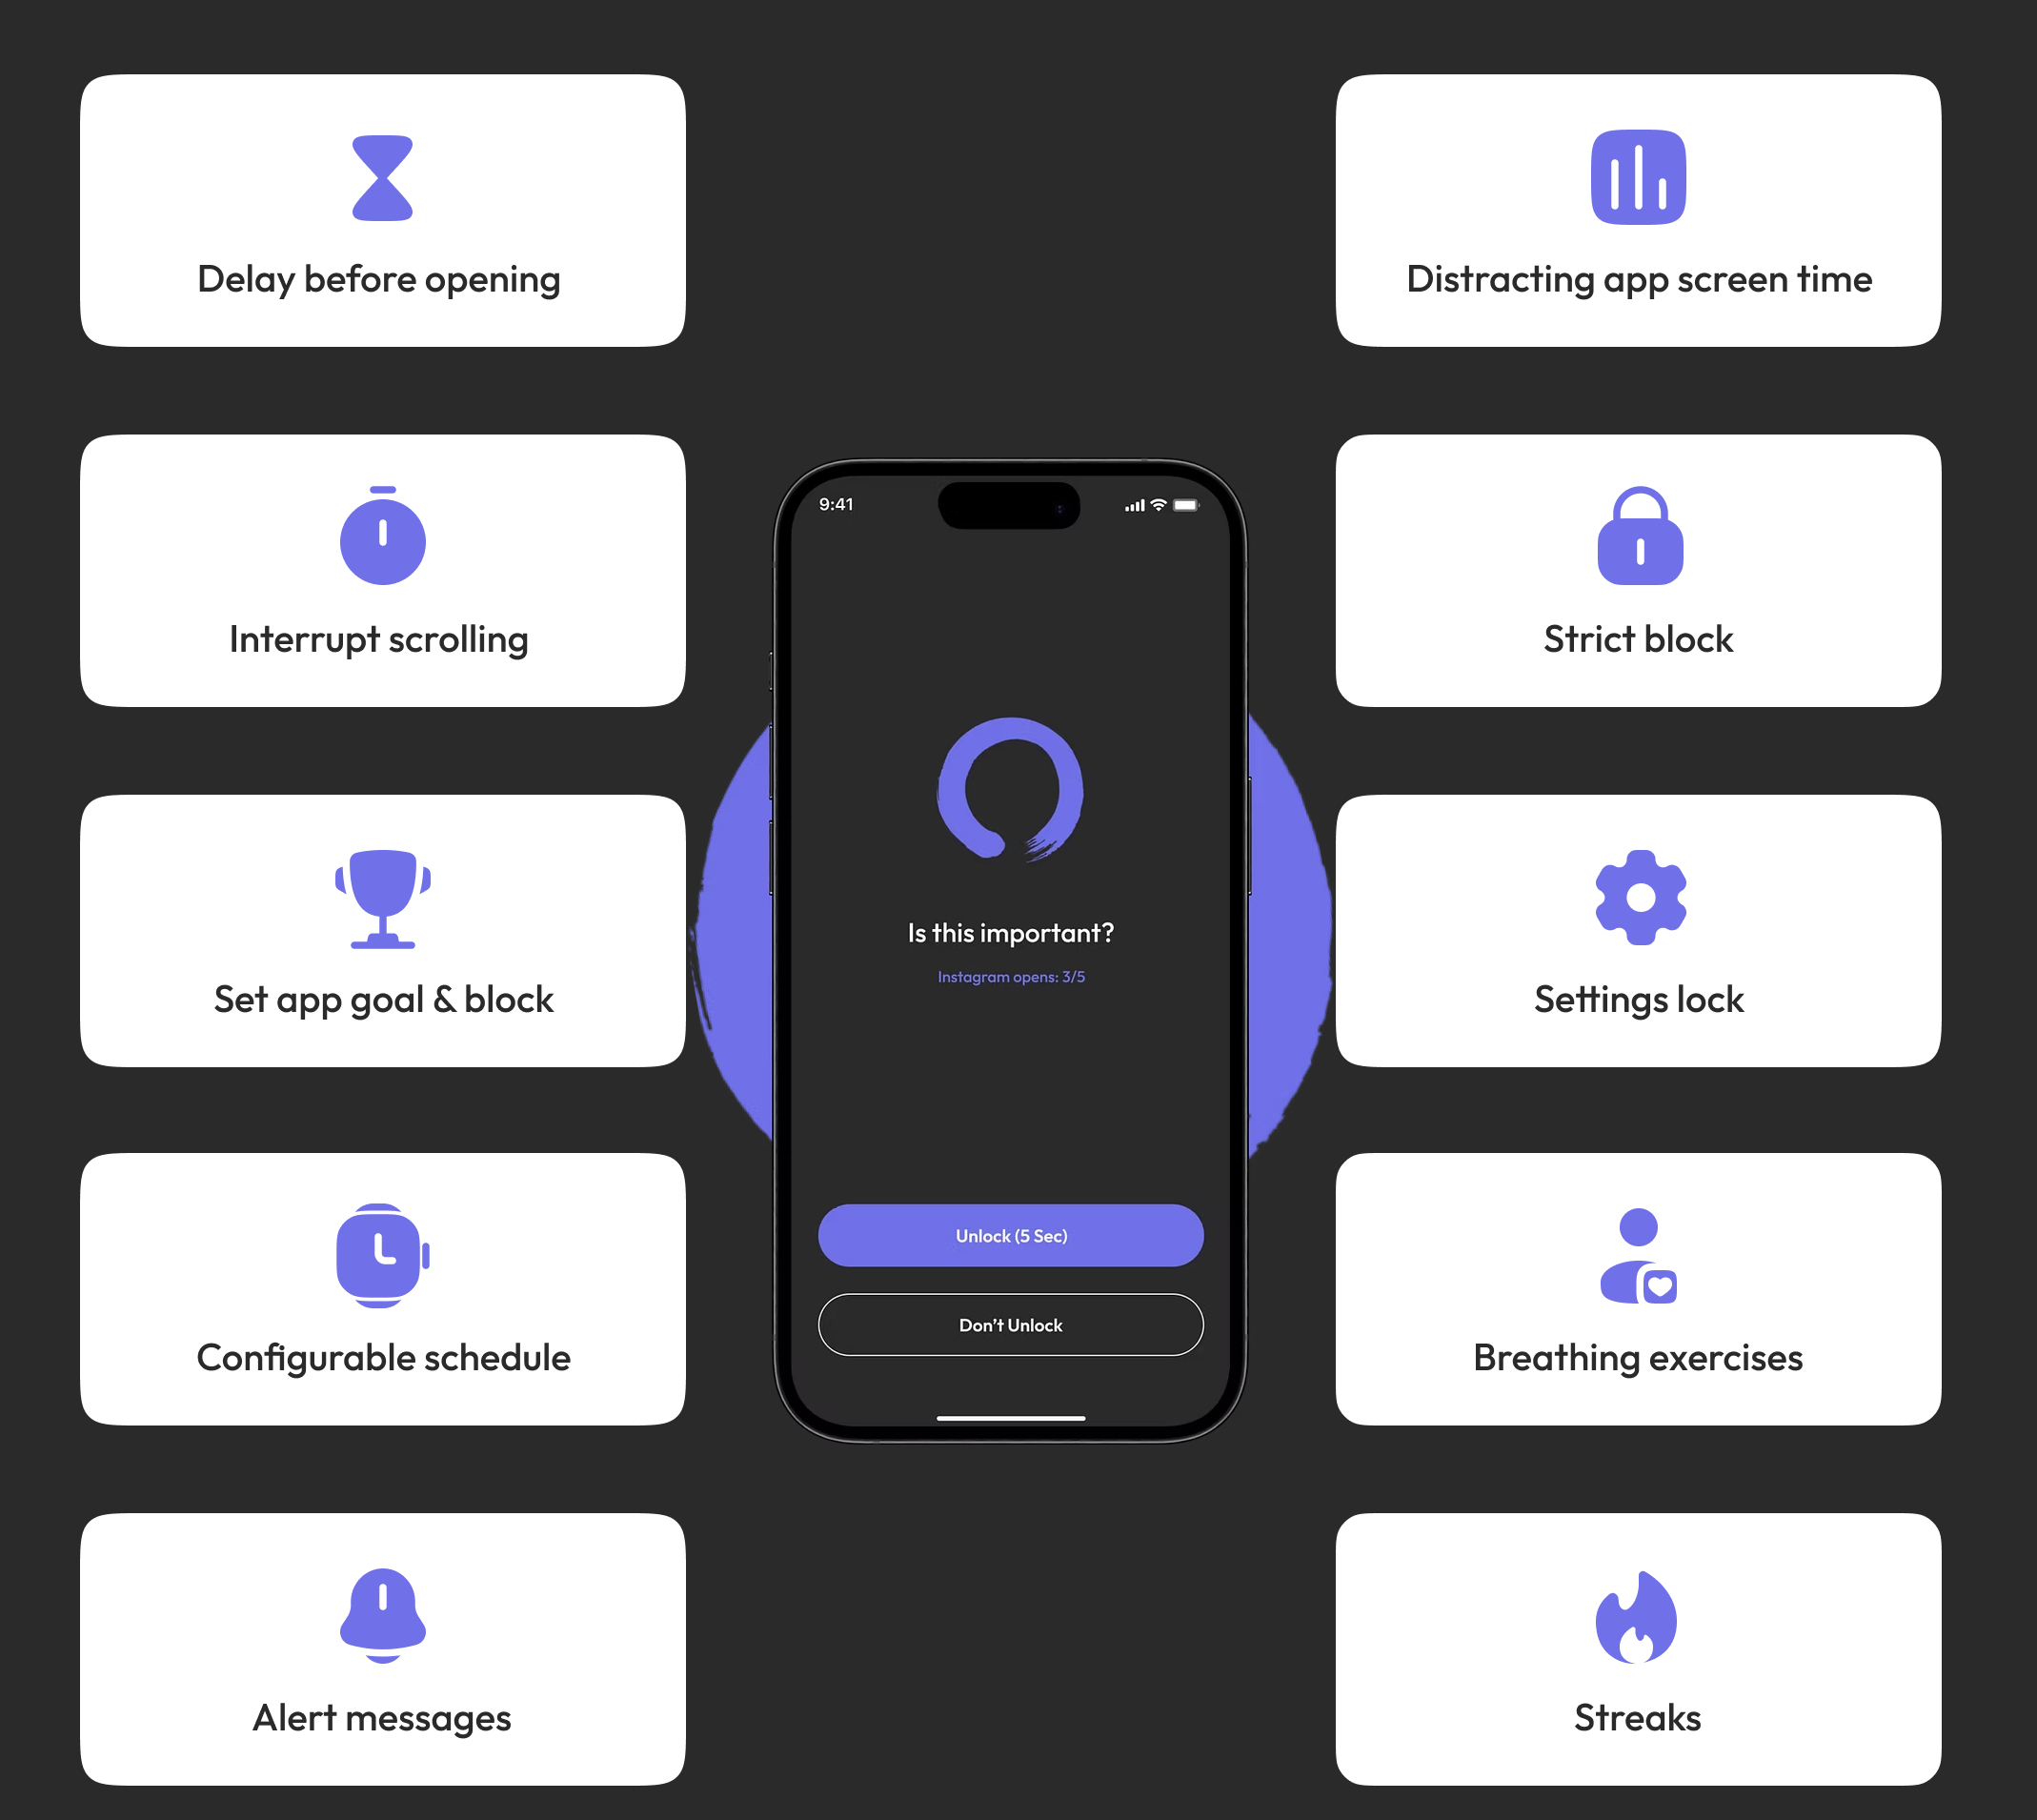 Delay before opening
Distracting app screen time
Interrupt scrolling
Strict block
Set app goal & block
Settings lock
Configurable schedule
Breathing exercises
Alert messages
Streaks
9:41
Is this important?
Instagram opens: 3/5
Unlock (5 Sec)
Don't Unlock